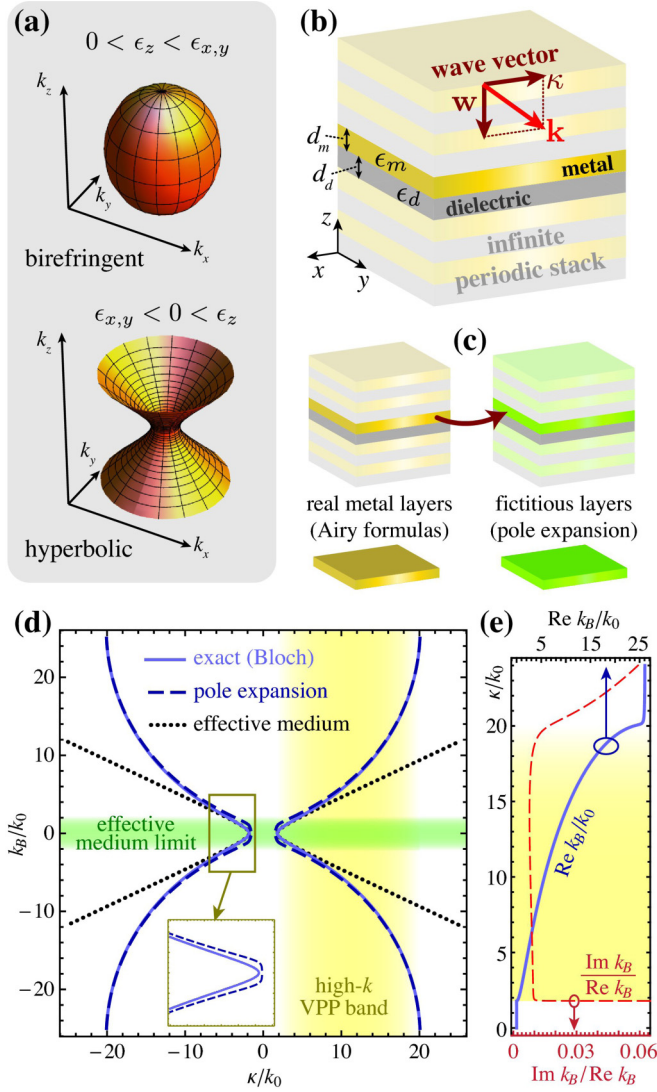 (a)
0 < ϵz < ϵx,y
kz
ky
kx
birefringent
ϵx,y < 0 < ϵz
kz
ky
kx
hyperbolic
(b)
wave vector
κ
w
k
dm
ϵm
metal
dd
ϵd
dielectric
z
x
y
infinite
periodic stack
(c)
real metal layers
(Airy formulas)
fictitious layers
(pole expansion)
(d)
exact (Bloch)
pole expansion
effective medium
effective
medium limit
high-k
VPP band
kB/k0
20
10
0
−10
−20
−20
−10
0
10
20
κ/k0
(e)
Re kB/k0
5
15
25
κ/k0
20
15
10
5
0
Re kB/k0
Im kB
Re kB
0
0.03
0.06
Im kB/Re kB